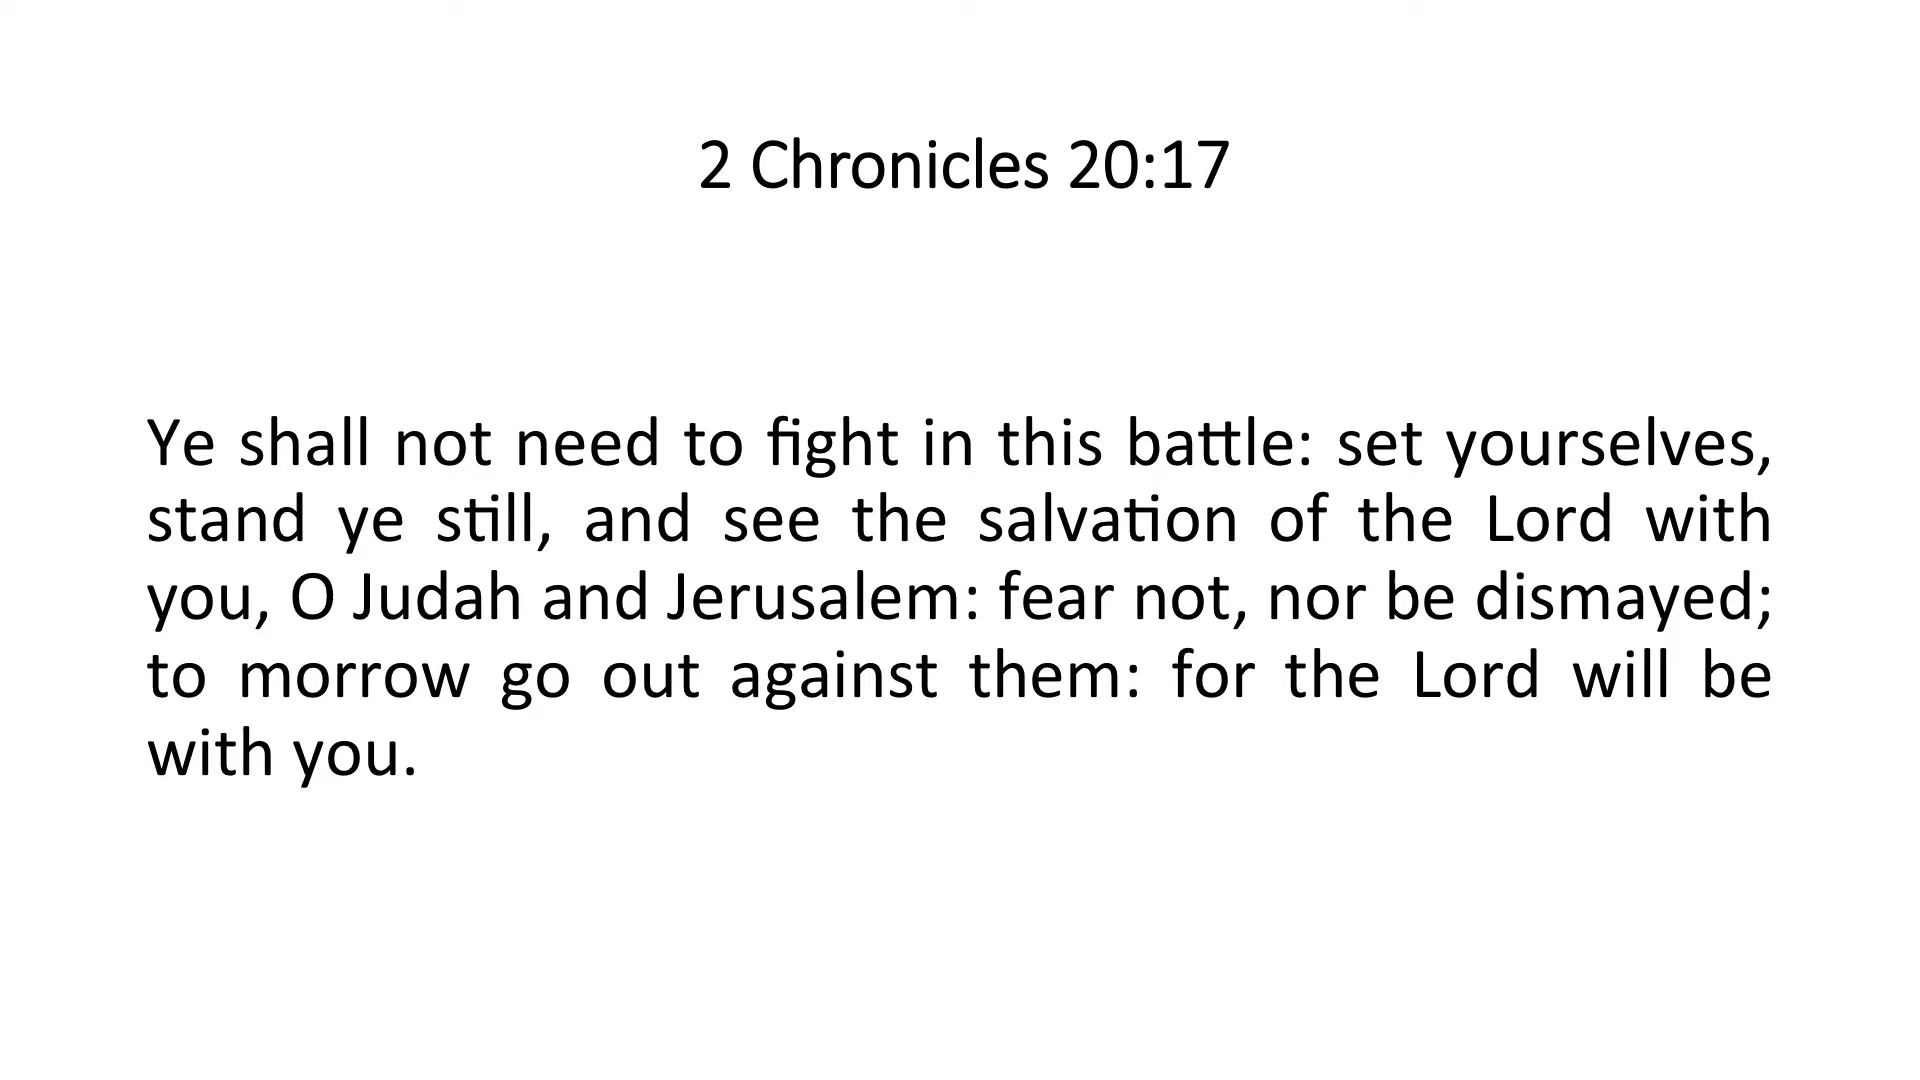 2 Chronicles 20:17
Ye shall not need to fight in this battle: set yourselves,
stand ye still, and see the salvation of the Lord with
you, O Judah and Jerusalem: fear not, nor be dismayed;
to morrow go out against them: for the Lord will be
with you.